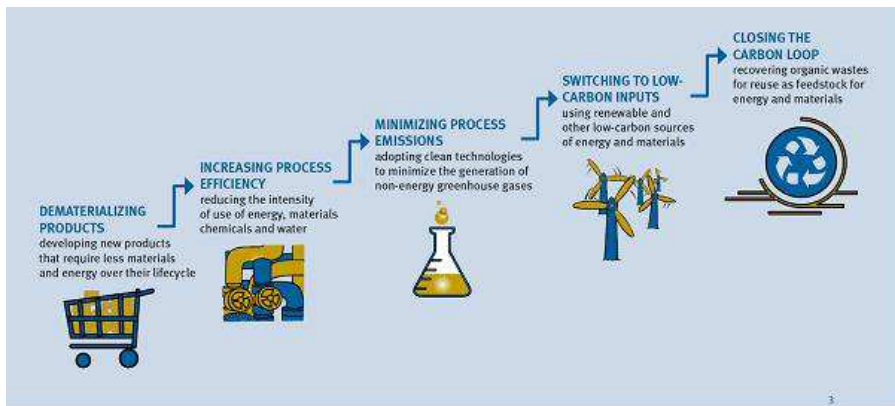 DEMATERIALIZING
PRODUCTS
developing new products
that require less materials
and energy over their lifecycle
INCREASING PROCESS
EFFICIENCY
reducing the intensity
of use of energy, materials
chemicals and water
MINIMIZING PROCESS
EMISSIONS
adopting clean technologies
to minimize the generation of
non-energy greenhouse gases
SWITCHING TO LOW-
CARBON INPUTS
using renewable and
other low-carbon sources
of energy and materials
CLOSING THE
CARBON LOOP
recovering organic wastes
for reuse as feedstock for
energy and materials
3